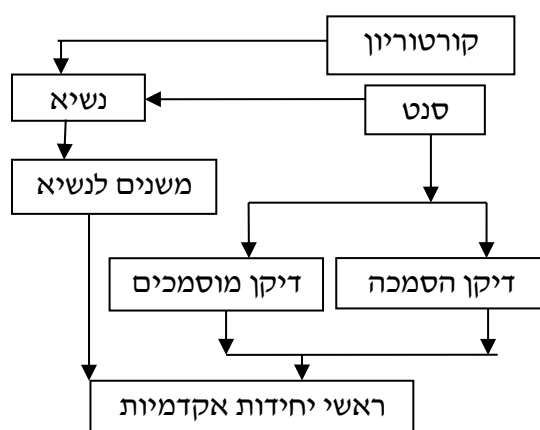 קורטוריון
נשיא
סנט
משנים לנשיא
דיקן הסמכה
דיקן מוסמכים
ראשי יחידות אקדמיות